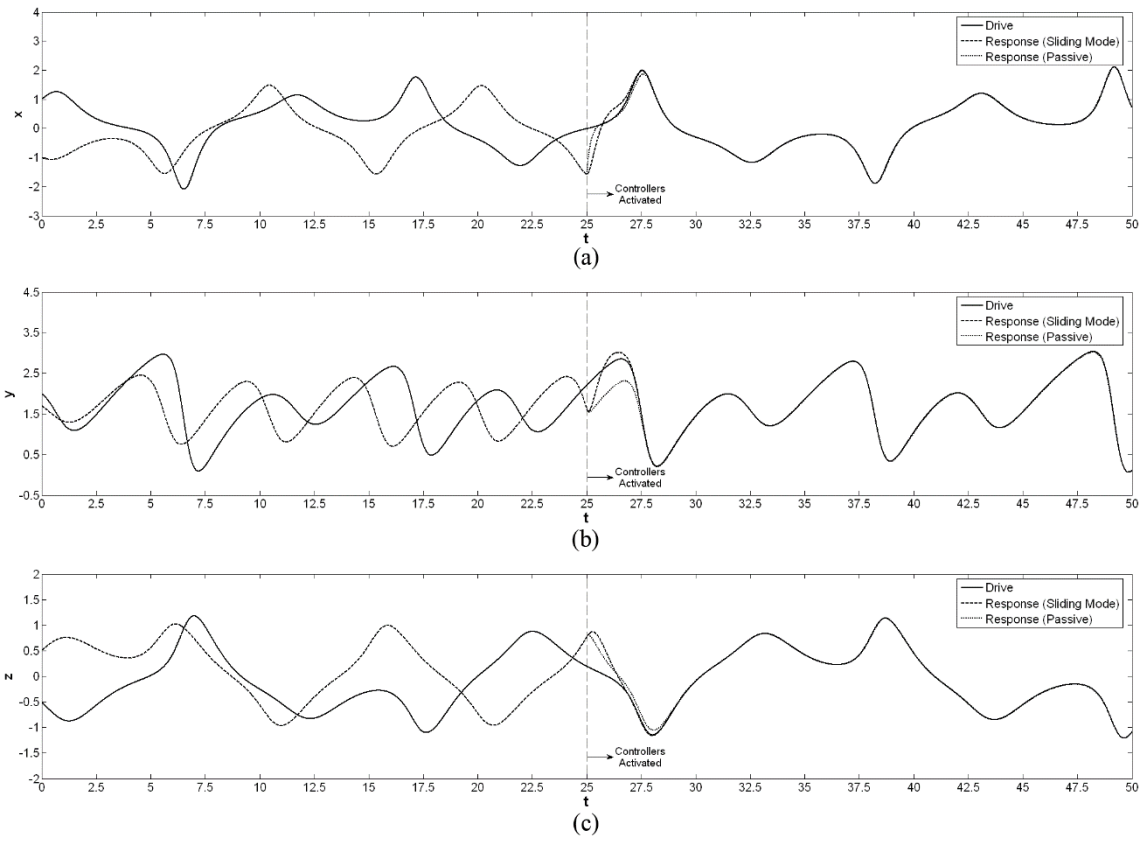 4
3
2
1
0
-1
-2
-3
x
Drive
Response (Sliding Mode)
Response (Passive)
Controllers
Activated
0 2.5 5 7.5 10 12.5 15 17.5 20 22.5 25 27.5 30 32.5 35 37.5 40 42.5 45 47.5 50
t
(a)
4.5
3.5
2.5
1.5
0.5
-0.5
y
Drive
Response (Sliding Mode)
Response (Passive)
Controllers
Activated
0 2.5 5 7.5 10 12.5 15 17.5 20 22.5 25 27.5 30 32.5 35 37.5 40 42.5 45 47.5 50
t
(b)
2
1.5
1
0.5
0
-0.5
-1
-1.5
-2
z
Drive
Response (Sliding Mode)
Response (Passive)
Controllers
Activated
0 2.5 5 7.5 10 12.5 15 17.5 20 22.5 25 27.5 30 32.5 35 37.5 40 42.5 45 47.5 50
t
(c)